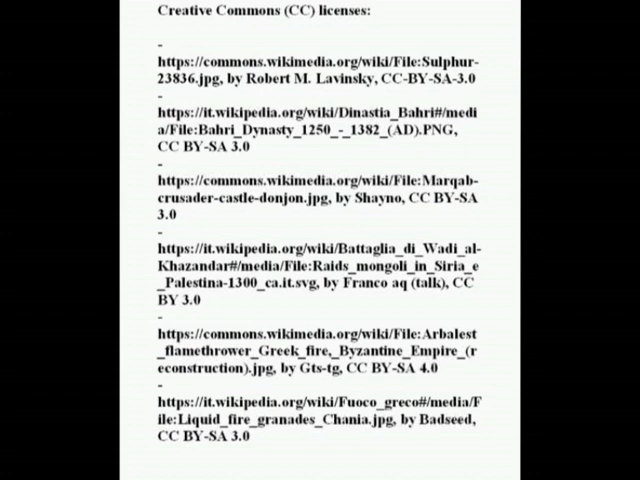 Creative Commons (CC) licenses:
-
https://commons.wikimedia.org/wiki/File:Sulphur-
23836.jpg, by Robert M. Lavinsky, CC-BY-SA-3.0
-
https://it.wikipedia.org/wiki/Dinastia_Bahri#/medi
a/File:Bahri_Dynasty_1250_-_1382_(AD).PNG,
CC BY-SA 3.0
-
https://commons.wikimedia.org/wiki/File:Marqab-
crusader-castle-donjon.jpg, by Shayno, CC BY-SA
3.0
-
https://it.wikipedia.org/wiki/Battaglia_di_Wadi_al-
Khazandar#/media/File:Raids_mongoli_in_Siria_e
_Palestina-1300_ca.it.svg, by Franco aq (talk), CC
BY 3.0
-
https://commons.wikimedia.org/wiki/File:Arbalest
_flamethrower_Greek_fire,_Byzantine_Empire_(r
econstruction).jpg, by Gts-tg, CC BY-SA 4.0
-
https://it.wikipedia.org/wiki/Fuoco_greco#/media/F
ile:Liquid_fire_granades_Chania.jpg, by Badseed,
CC BY-SA 3.0